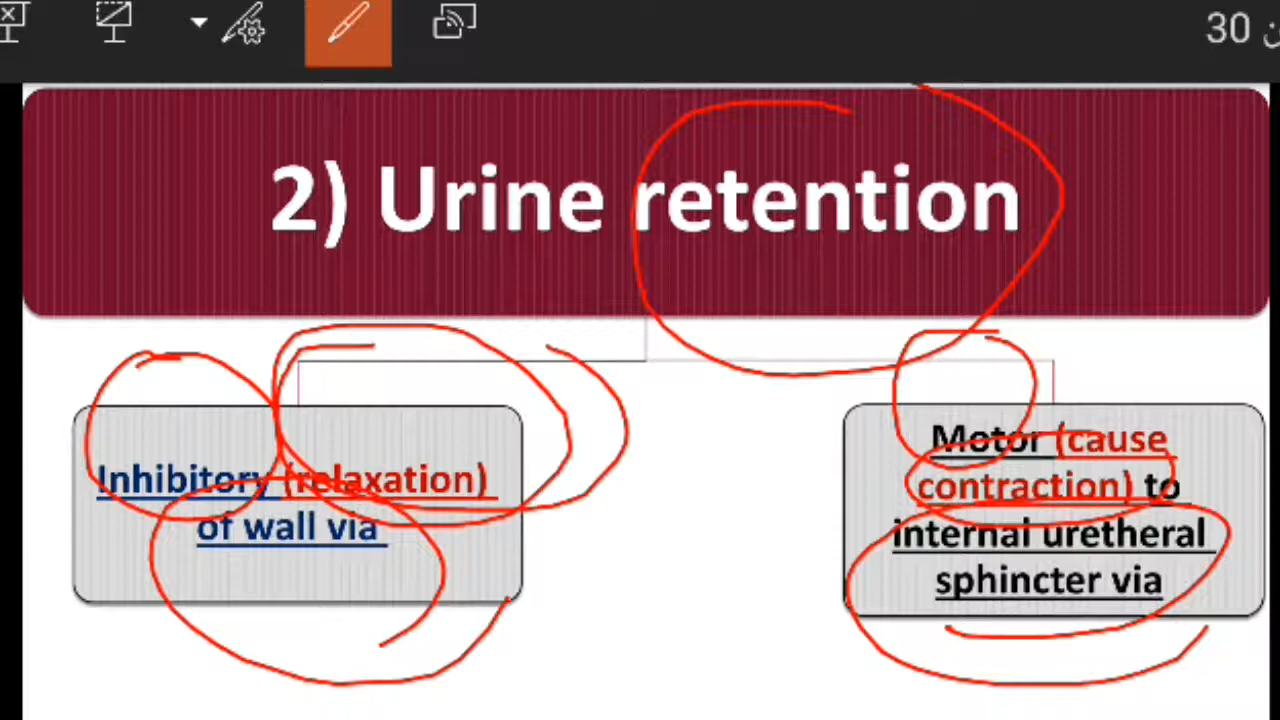 30
2) Urine retention
Inhibitory (relaxation)
of wall via
Motor (cause
contraction) to
internal uretheral
sphincter via